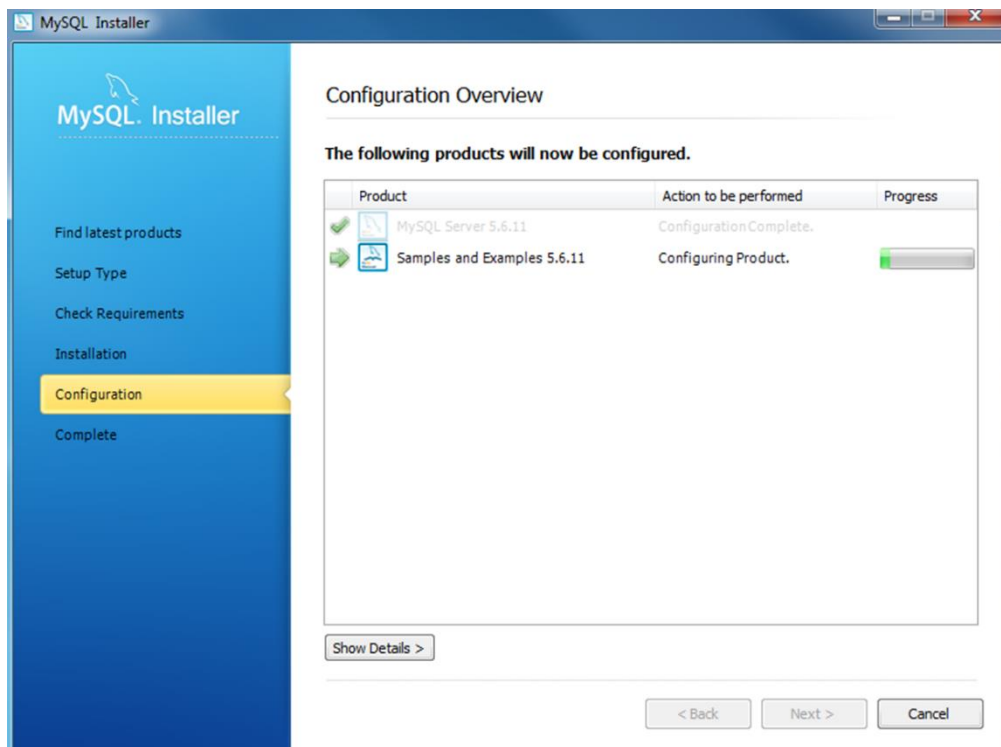 MySQL Installer
MySQL. Installer
Find latest products
Setup Type
Check Requirements
Installation
Configuration
Complete
Configuration Overview
The following products will now be configured.
Product Action to be performed Progress
MySQL Server 5.6.11 Configuration Complete.
Samples and Examples 5.6.11 Configuring Product.
Show Details >
< Back Next > Cancel